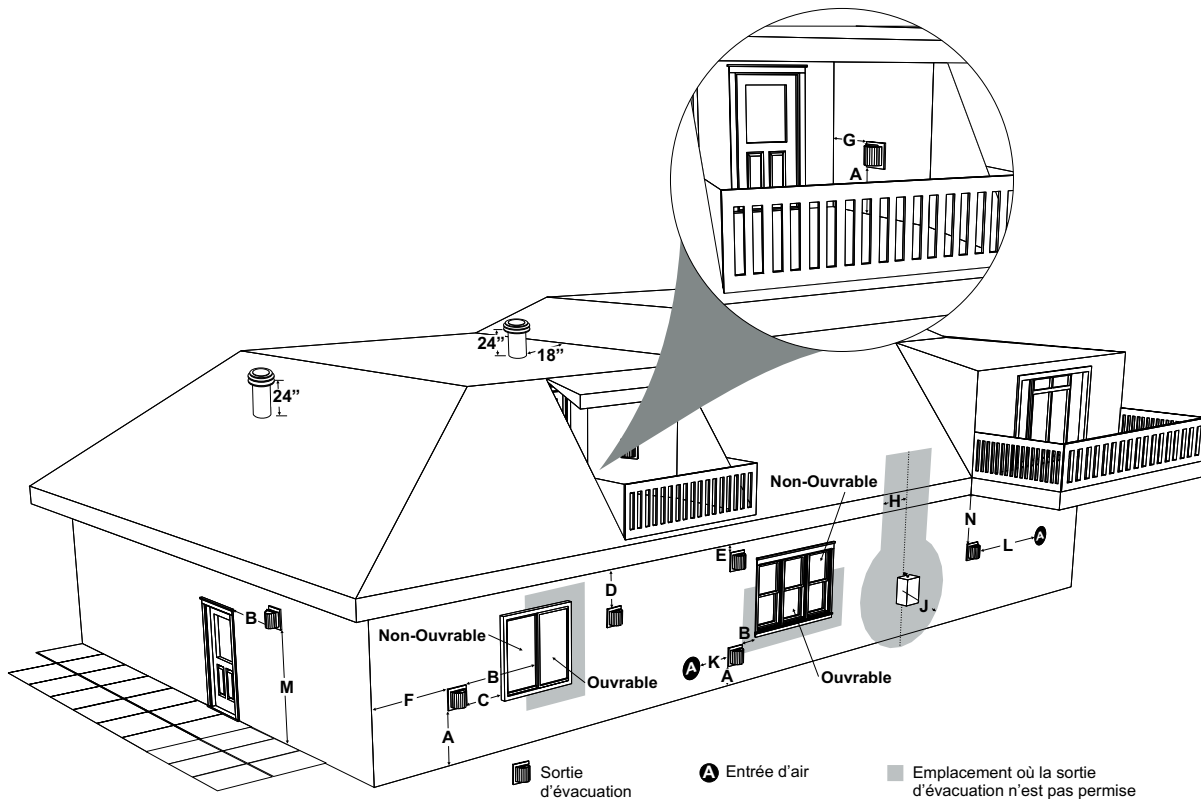 G
A
24”
18”
24”
Non-Ouvrable
H
N
A
L
E
D
J
B
B
Non-Ouvrable
A
K
A
B
Ouvrable
Ouvrable
M
F
C
A
Sortie
d’évacuation
A Entrée d’air
Emplacement où la sortie
d’évacuation n’est pas permise